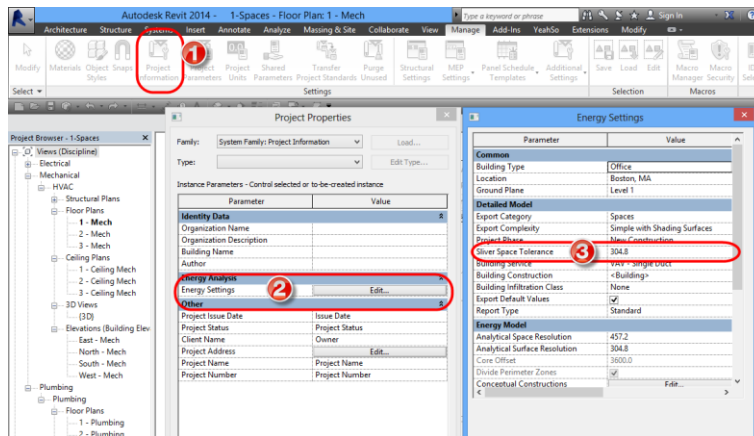 Autodesk Revit 2014 - 1-Spaces - Floor Plan: 1 - Mech
Type a keyword or phrase
Sign In
Architecture Structure Systems Insert Annotate Analyze Massing & Site Collaborate View Manage Add-Ins YeahSo Extensions Modify
1
Modify Materials Object Styles Snaps Project Information Project Parameters Project Units Shared Parameters Transfer Project Standards Purge Unused Structural Settings MEP Settings Panel Schedule Templates Additional Settings Save Load Edit Macro Manager Macro Security
Select Settings Selection Macros
Project Browser - 1-Spaces
Views (Discipline)
Electrical
Mechanical
HVAC
Structural Plans
Floor Plans
1 - Mech
2 - Mech
3 - Mech
Ceiling Plans
1 - Ceiling Mech
2 - Ceiling Mech
3 - Ceiling Mech
3D Views
{3D}
Elevations (Building Elev
East - Mech
North - Mech
South - Mech
West - Mech
Plumbing
Plumbing
Floor Plans
1 - Plumbing
2 - Plumbing
Project Properties
Family: System Family: Project Information Load...
Type: Edit Type...
Instance Parameters - Control selected or to-be-created instance
Parameter Value
Identity Data
Organization Name
Organization Description
Building Name
Author
Energy Analysis
Energy Settings Edit...
2
Other
Project Issue Date Issue Date
Project Status Project Status
Client Name Owner
Project Address Edit...
Project Name Project Name
Project Number Project Number
Energy Settings
Parameter Value
Common
Building Type Office
Location Boston, MA
Ground Plane Level 1
Detailed Model
Export Category Spaces
Export Complexity Simple with Shading Surfaces
Project Phase New Construction
Sliver Space Tolerance 304.8
3
Building Service VAV - Single Duct
Building Construction <Building>
Building Infiltration Class None
Export Default Values
Report Type Standard
Energy Model
Analytical Space Resolution 457.2
Analytical Surface Resolution 304.8
Core Offset 3600.0
Divide Perimeter Zones
Conceptual Constructions Edit...